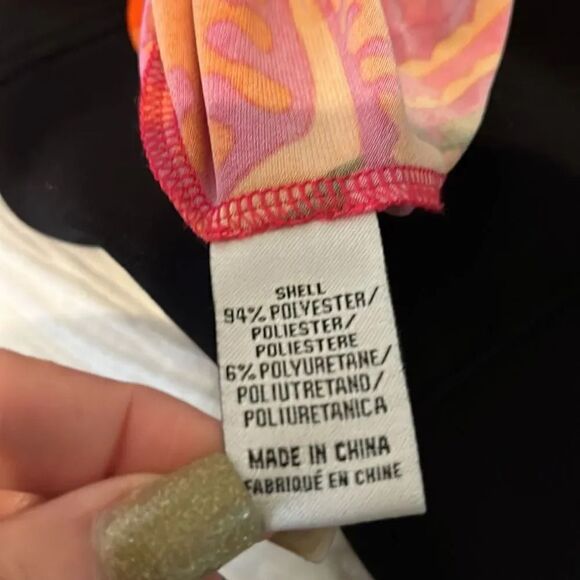 SHELL
94% POLYESTER/
POLIESTER/
POLIESTERE
6% POLYURETANE/
POLIUTRETANO/
POLIURETANICA
MADE IN CHINA
FABRIQUÉ EN CHINE